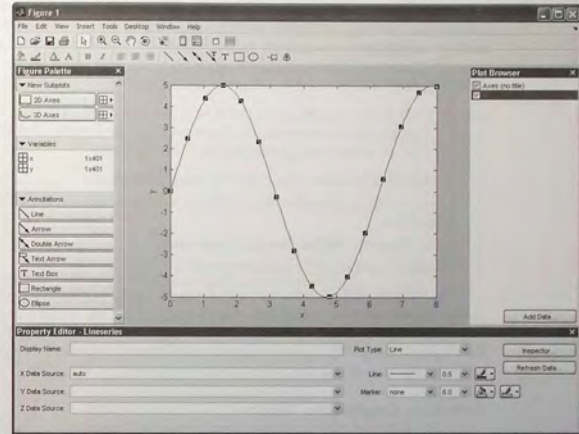 Figure 1
File Edit View Insert Tools Desktop Window Help
Figure Palette
New Subplots
2D Axes
3D Axes
Variables
x 1x401
y 1x401
Annotations
Line
Arrow
Double Arrow
Text Arrow
T Text Box
Rectangle
Ellipse
5
4
3
2
1
0
-1
-2
-3
-4
-5
y
0 1 2 3 4 5 6 7 8
x
Plot Browser
Axes (no title)
Add Data...
Property Editor - Lineseries
Display Name: Plot Type: Line Inspector...
X Data Source: auto Line: 0.5 Refresh Data...
Y Data Source: Marker: none 6.0
Z Data Source: